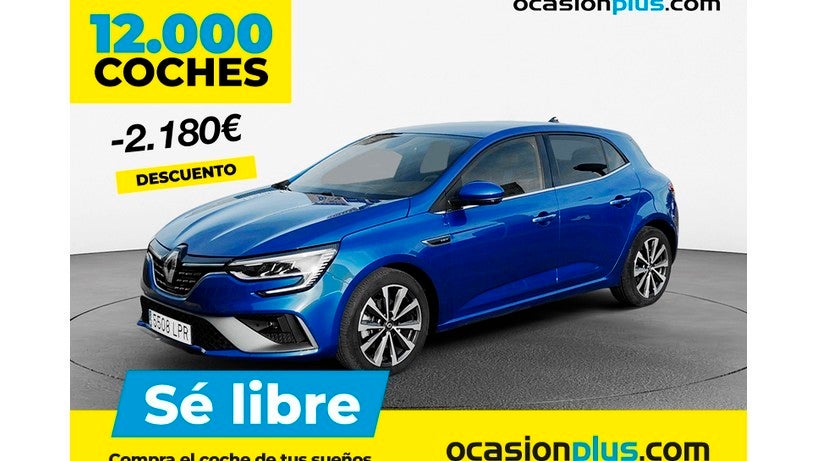 ocasionplus.com
12.000
COCHES
-2.180€
DESCUENTO
5508 LPR
Sé libre
Compra el coche de tus sueños
ocasionplus.com